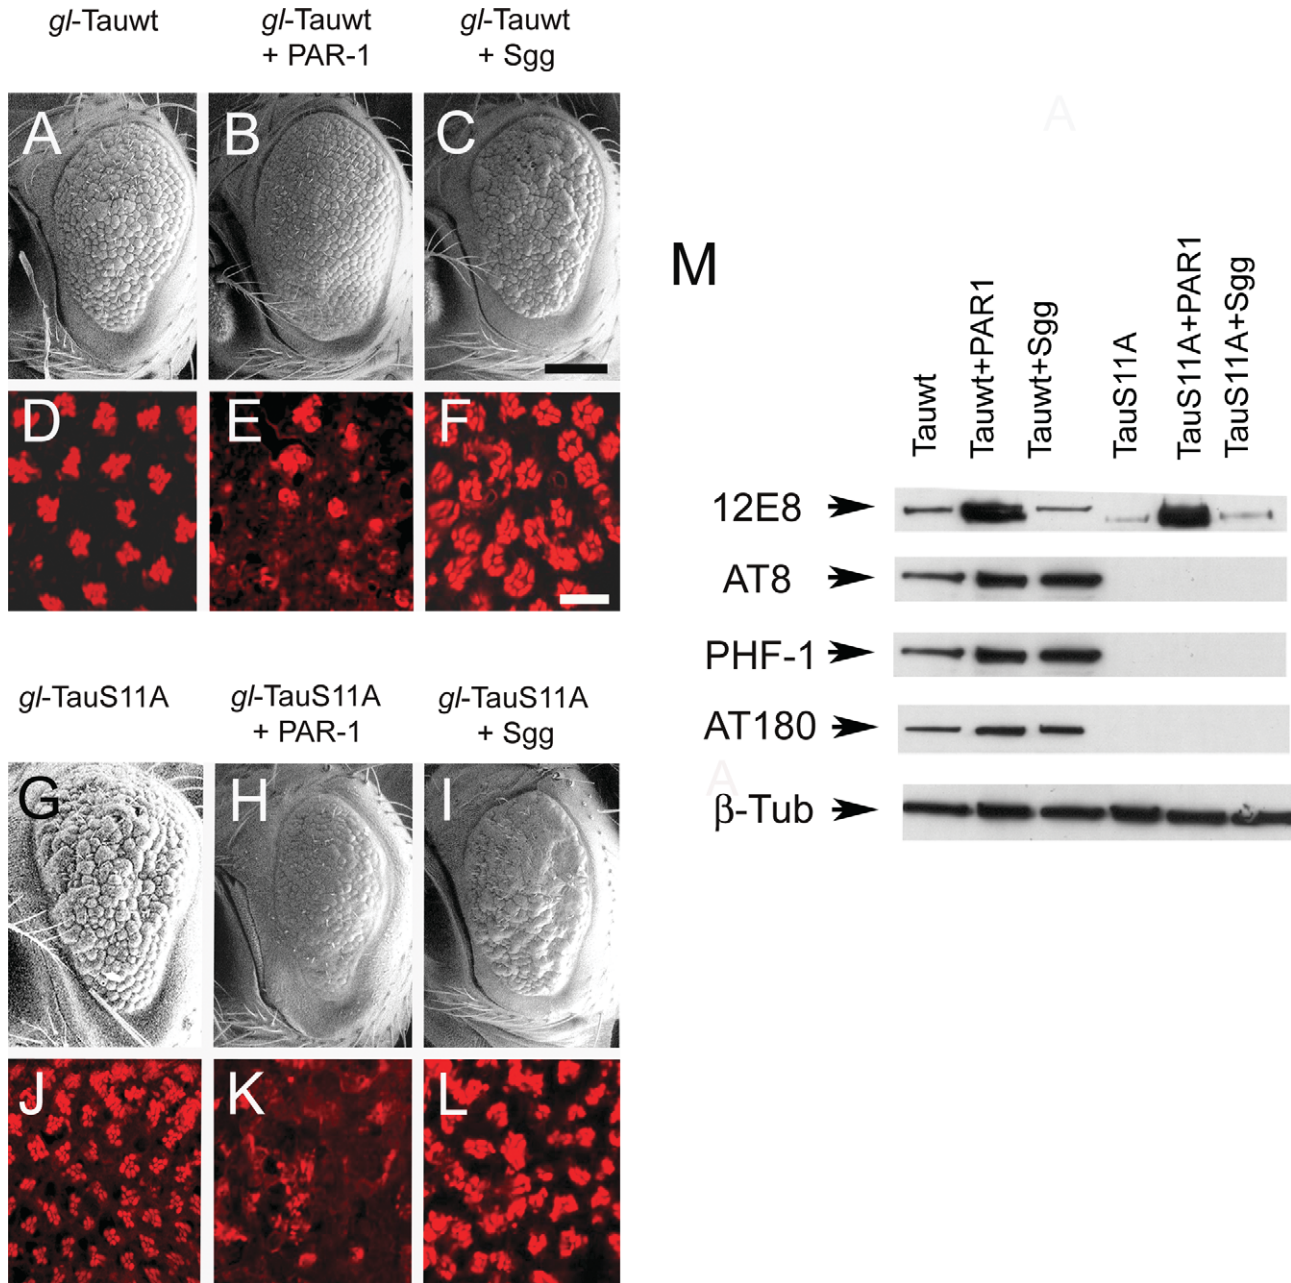 gl-Tauwt
gl-Tauwt
+ PAR-1
gl-Tauwt
+ Sgg
A
B
C
D
E
F
gl-TauS11A
gl-TauS11A
+ PAR-1
gl-TauS11A
+ Sgg
G
H
I
J
K
L
A
M
Tauwt
Tauwt+PAR1
Tauwt+Sgg
TauS11A
TauS11A+PAR1
TauS11A+Sgg
12E8
AT8
PHF-1
AT180
A
β-Tub